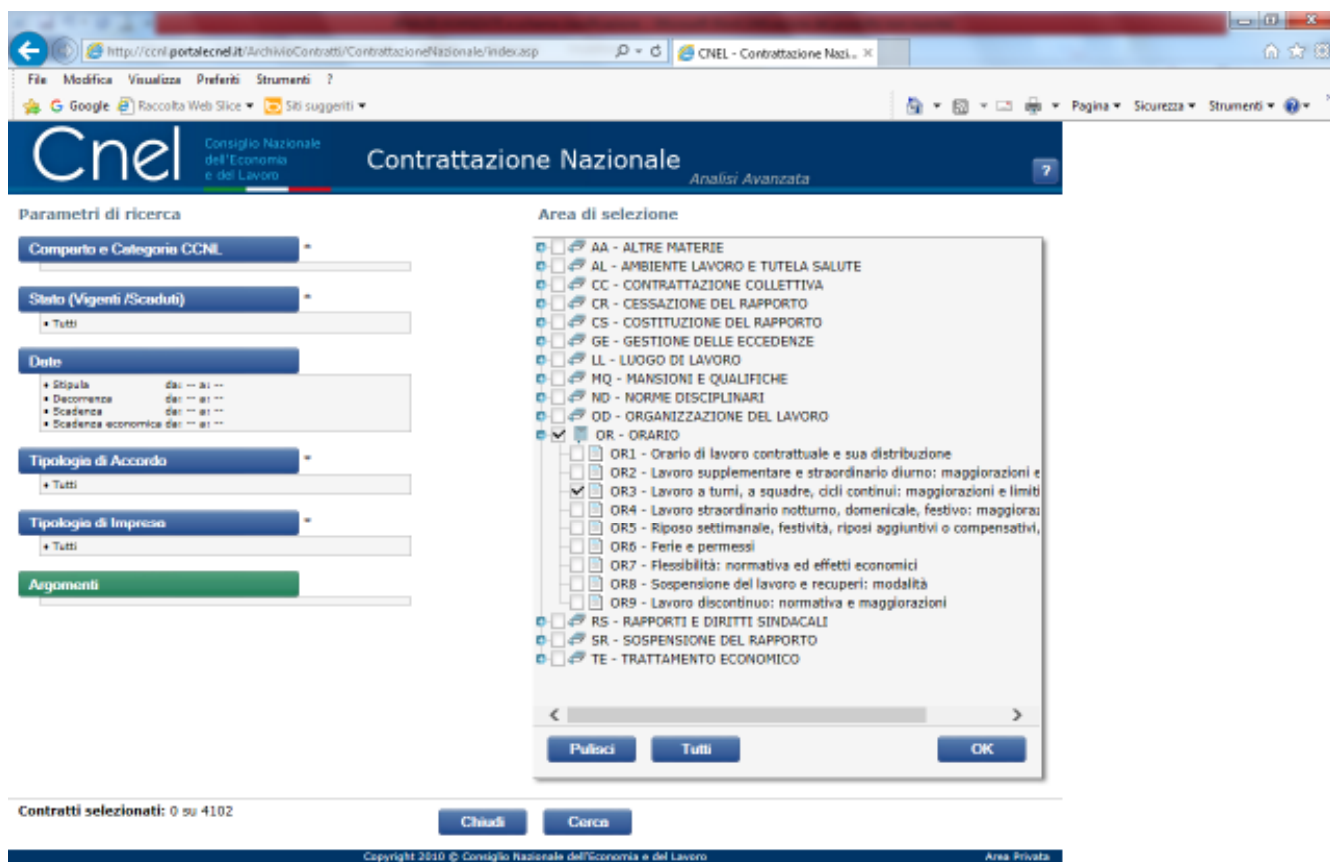 http://ccnl.portalecnel.it/ArchivioContratti/ContrattazioneNazionale/index.asp
CNEL - Contrattazione Nazi...
File Modifica Visualizza Preferiti Strumenti ?
Google Raccolta Web Slice Siti suggeriti
Pagina Sicurezza Strumenti
Cnel
Consiglio Nazionale
dell'Economia
e del Lavoro
Contrattazione Nazionale
Analisi Avanzata
?
Parametri di ricerca
Comparto e Categoria CCNL
Stato (Vigenti /Scaduti)
• Tutti
Date
• Stipula da: -- a: --
• Decorrenza da: -- a: --
• Scadenza da: -- a: --
• Scadenza economica da: -- a: --
Tipologia di Accordo
• Tutti
Tipologia di Impresa
• Tutti
Argomenti
Area di selezione
AA - ALTRE MATERIE
AL - AMBIENTE LAVORO E TUTELA SALUTE
CC - CONTRATTAZIONE COLLETTIVA
CR - CESSAZIONE DEL RAPPORTO
CS - COSTITUZIONE DEL RAPPORTO
GE - GESTIONE DELLE ECCEDENZE
LL - LUOGO DI LAVORO
MQ - MANSIONI E QUALIFICHE
ND - NORME DISCIPLINARI
OD - ORGANIZZAZIONE DEL LAVORO
OR - ORARIO
OR1 - Orario di lavoro contrattuale e sua distribuzione
OR2 - Lavoro supplementare e straordinario diurno: maggiorazioni e
OR3 - Lavoro a turni, a squadre, cicli continui: maggiorazioni e limiti
OR4 - Lavoro straordinario notturno, domenicale, festivo: maggioraz
OR5 - Riposo settimanale, festività, riposi aggiuntivi o compensativi,
OR6 - Ferie e permessi
OR7 - Flessibilità: normativa ed effetti economici
OR8 - Sospensione del lavoro e recuperi: modalità
OR9 - Lavoro discontinuo: normativa e maggiorazioni
RS - RAPPORTI E DIRITTI SINDACALI
SR - SOSPENSIONE DEL RAPPORTO
TE - TRATTAMENTO ECONOMICO
Pulisci Tutti OK
Contratti selezionati: 0 su 4102
Chiudi Cerca
Copyright 2010 © Consiglio Nazionale dell'Economia e del Lavoro Area Privata